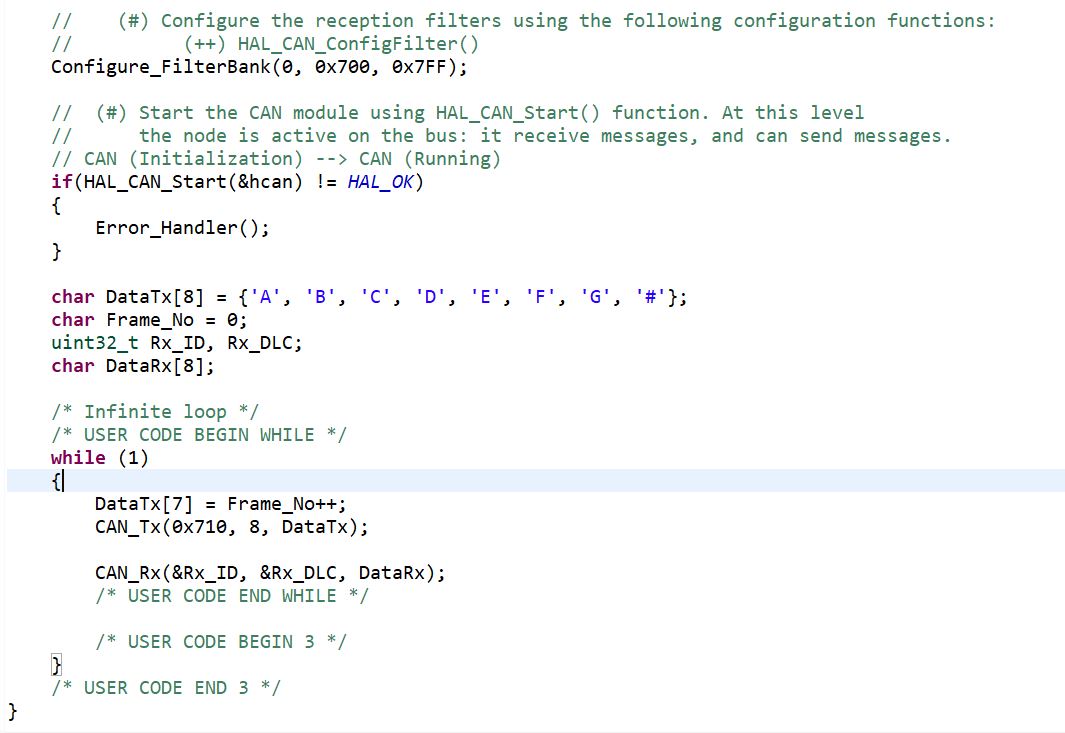 //    (#) Configure the reception filters using the following configuration functions:
//          (++) HAL_CAN_ConfigFilter()
Configure_FilterBank(0, 0x700, 0x7FF);
//  (#) Start the CAN module using HAL_CAN_Start() function. At this level
//      the node is active on the bus: it receive messages, and can send messages.
// CAN (Initialization) --> CAN (Running)
if(HAL_CAN_Start(&hcan) != HAL_OK)
{
    Error_Handler();
}
char DataTx[8] = {'A', 'B', 'C', 'D', 'E', 'F', 'G', '#'};
char Frame_No = 0;
uint32_t Rx_ID, Rx_DLC;
char DataRx[8];
/* Infinite loop */
/* USER CODE BEGIN WHILE */
while (1)
{
    DataTx[7] = Frame_No++;
    CAN_Tx(0x710, 8, DataTx);
    CAN_Rx(&Rx_ID, &Rx_DLC, DataRx);
    /* USER CODE END WHILE */
    /* USER CODE BEGIN 3 */
}
/* USER CODE END 3 */
}